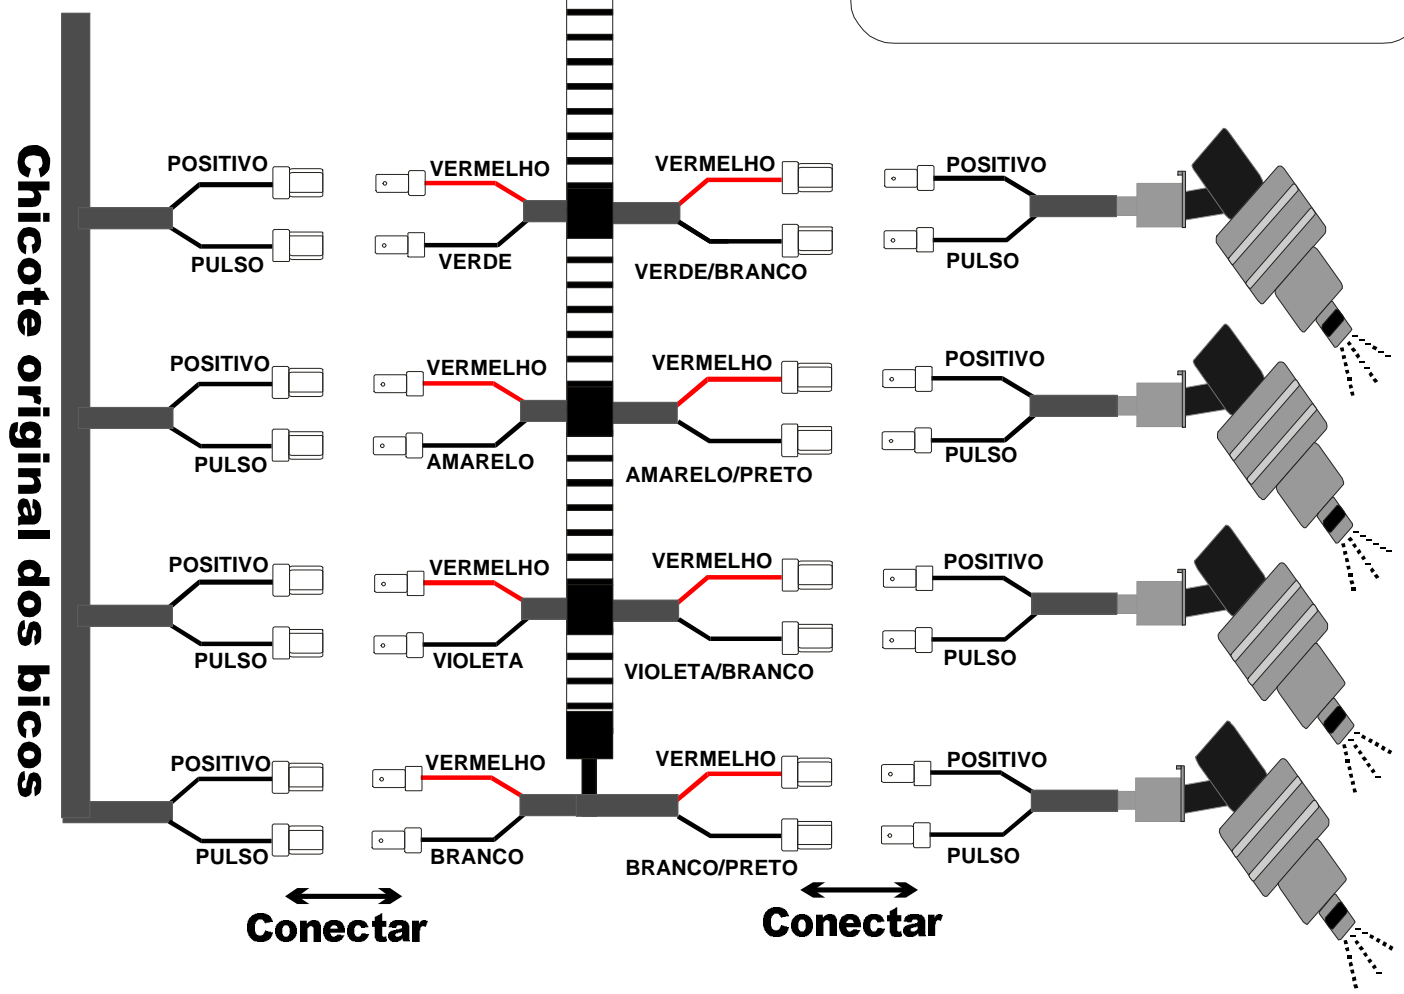 Chicote original dos bicos
POSITIVO
VERMELHO
VERMELHO
POSITIVO
PULSO
VERDE
VERDE/BRANCO
PULSO
POSITIVO
VERMELHO
VERMELHO
POSITIVO
PULSO
AMARELO
AMARELO/PRETO
PULSO
POSITIVO
VERMELHO
VERMELHO
POSITIVO
PULSO
VIOLETA
VIOLETA/BRANCO
PULSO
POSITIVO
VERMELHO
VERMELHO
POSITIVO
PULSO
BRANCO
BRANCO/PRETO
PULSO
Conectar
Conectar